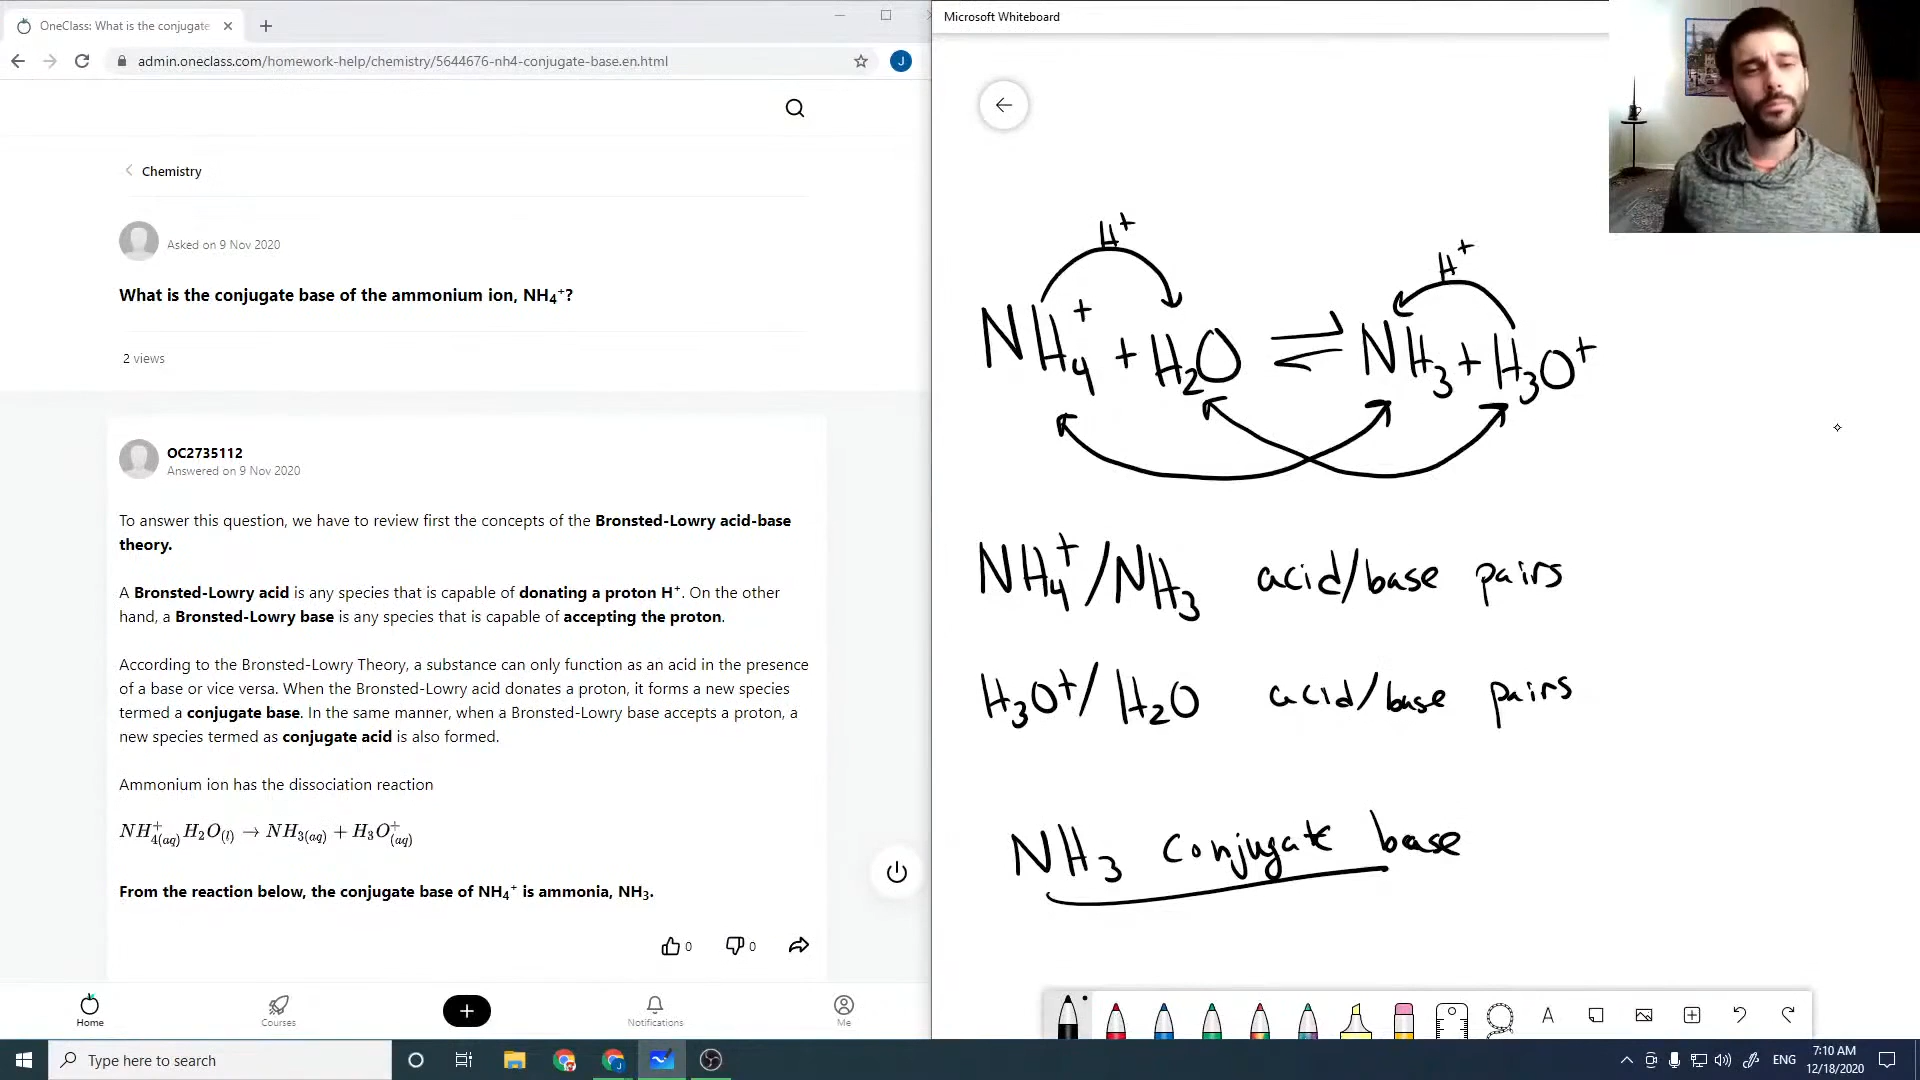 OneClass: What is the conjugate
admin.oneclass.com/homework-help/chemistry/5644676-nh4-conjugate-base.en.html
J
Chemistry
Asked on 9 Nov 2020
What is the conjugate base of the ammonium ion, NH₄⁺?
2 views
OC2735112
Answered on 9 Nov 2020
To answer this question, we have to review first the concepts of the Bronsted-Lowry acid-base
theory.
A Bronsted-Lowry acid is any species that is capable of donating a proton H⁺. On the other
hand, a Bronsted-Lowry base is any species that is capable of accepting the proton.
According to the Bronsted-Lowry Theory, a substance can only function as an acid in the presence
of a base or vice versa. When the Bronsted-Lowry acid donates a proton, it forms a new species
termed a conjugate base. In the same manner, when a Bronsted-Lowry base accepts a proton, a
new species termed as conjugate acid is also formed.
Ammonium ion has the dissociation reaction
NH₄⁺(aq) H₂O(l) → NH₃(aq) + H₃O⁺(aq)
From the reaction below, the conjugate base of NH₄⁺ is ammonia, NH₃.
0 0
Home Courses Notifications Me
Microsoft Whiteboard
H⁺ H⁺
NH₄⁺ + H₂O ⇌ NH₃ + H₃O⁺
NH₄⁺/NH₃ acid/base pairs
H₃O⁺/H₂O acid/base pairs
NH₃ conjugate base
A
Type here to search
ENG
7:10 AM
12/18/2020